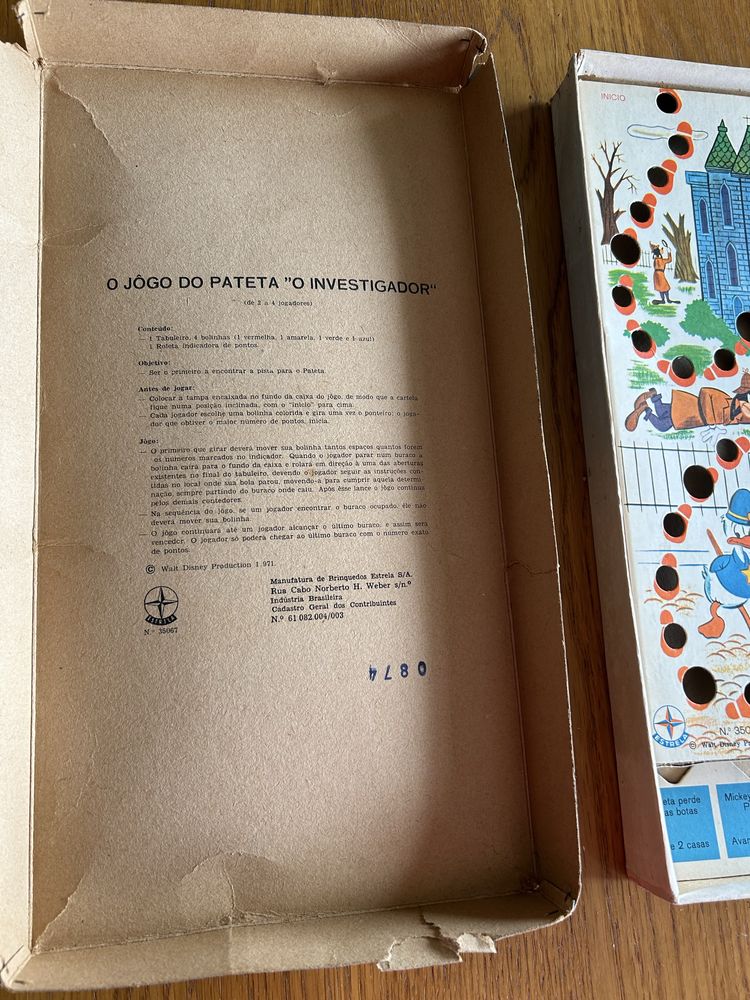 O JÔGO DO PATETA "O INVESTIGADOR"
(de 2 a 4 jogadores)
Conteúdo:
— 1 Tabuleiro, 4 bolinhas (1 vermelha, 1 amarela, 1 verde e 1 azul)
1 Roleta indicadora de pontos.
Objetivo:
— Ser o primeiro a encontrar a pista para o Pateta.
Antes de jogar:
— Colocar a tampa encaixada no fundo da caixa do jôgo, de modo que a cartela
fique numa posição inclinada, com o "início" para cima.
— Cada jogador escolhe uma bolinha colorida e gira uma vez o ponteiro; o joga-
dor que obtiver o maior número de pontos, inicia.
Jôgo:
— O primeiro que girar deverá mover sua bolinha tantos espaços quantos forem
os números marcados no indicador. Quando o jogador parar num buraco a
bolinha cairá para o fundo da caixa e rolará em direção à uma das aberturas
existentes no final do tabuleiro, devendo o jogador seguir as instruções con-
tidas no local onde sua bola parou, movendo-a para cumprir aquela determi-
nação, sempre partindo do buraco onde caiu. Após êsse lance o jôgo continua
pelos demais contedores.
— Na sequência do jôgo, se um jogador encontrar o buraco ocupado, êle não
deverá mover sua bolinha.
— O jôgo continuará até um jogador alcançar o último buraco, e assim será
vencedor. O jogador só poderá chegar ao último buraco com o número exato
de pontos.
© Walt Disney Production 1.971.
ESTRELA
N.º 35067
Manufatura de Brinquedos Estrela S/A.
Rua Cabo Norberto H. Weber s/n.º
Indústria Brasileira
Cadastro Geral dos Contribuintes
N.º 61 082.004/003
0874
INICIO
ESTRELA
N.º 350
© Walt Disney P
eta perde
as botas
e 2 casas
Mickey
P
Avan